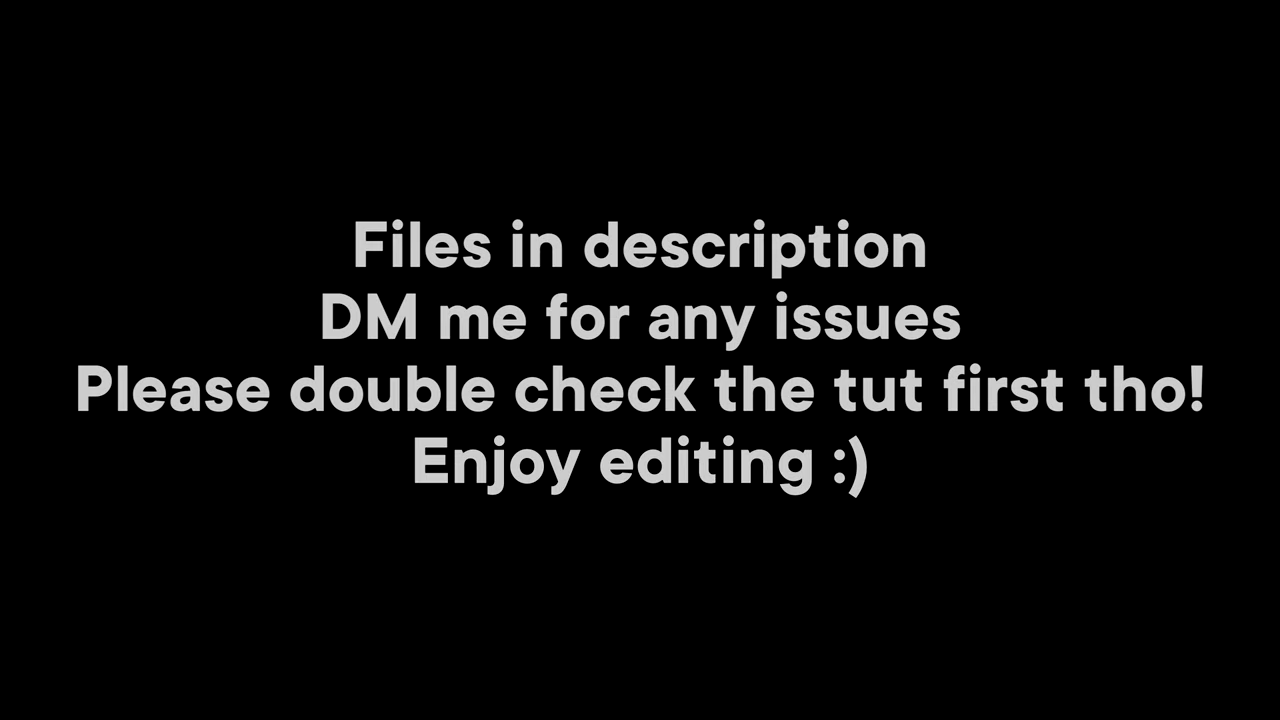 Files in description
DM me for any issues
Please double check the tut first tho!
Enjoy editing :)